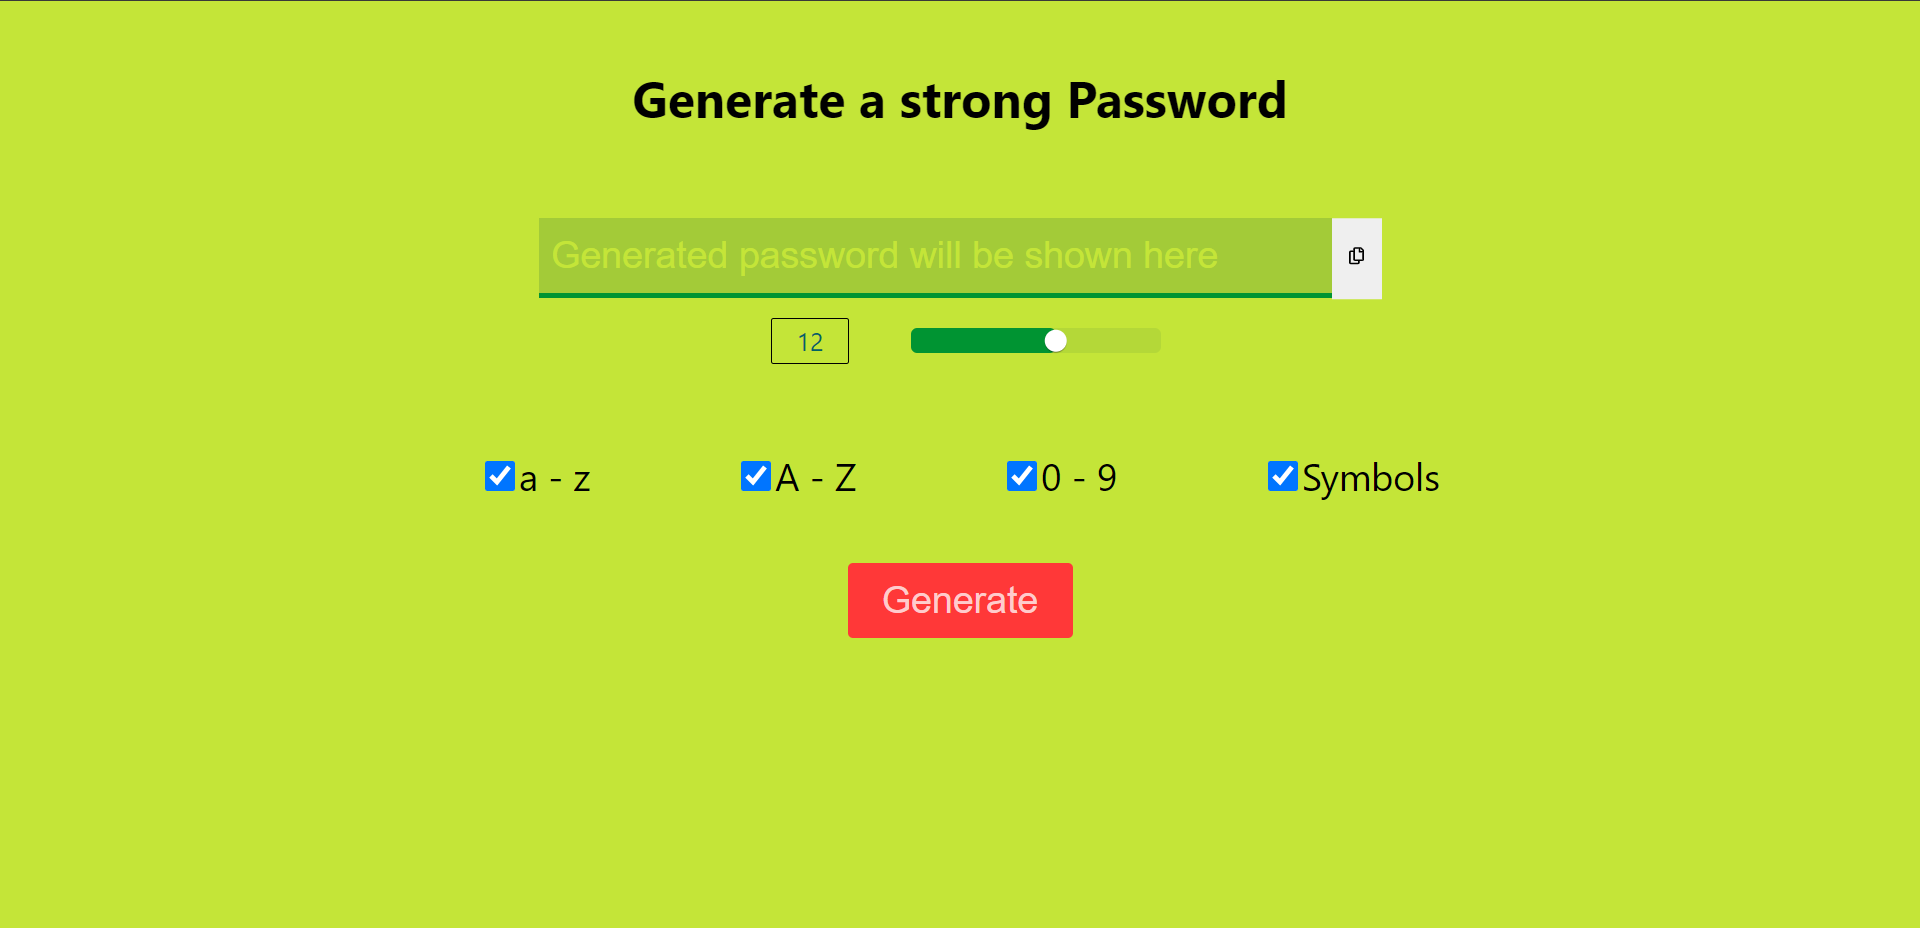 Generate a strong Password
Generated password will be shown here
12
a - z
A - Z
0 - 9
Symbols
Generate